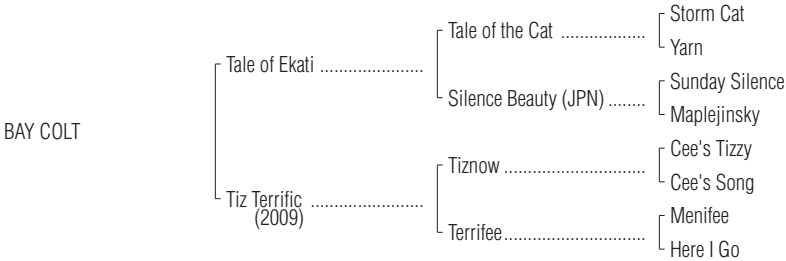 Storm Cat
Tale of the Cat ..................
Yarn
Tale of Ekati ......................
Sunday Silence
Silence Beauty (JPN) ........
Maplejinsky
BAY COLT
Cee's Tizzy
Tiznow ..............................
Cee's Song
Tiz Terrific ........................
(2009)
Menifee
Terrifee..............................
Here I Go